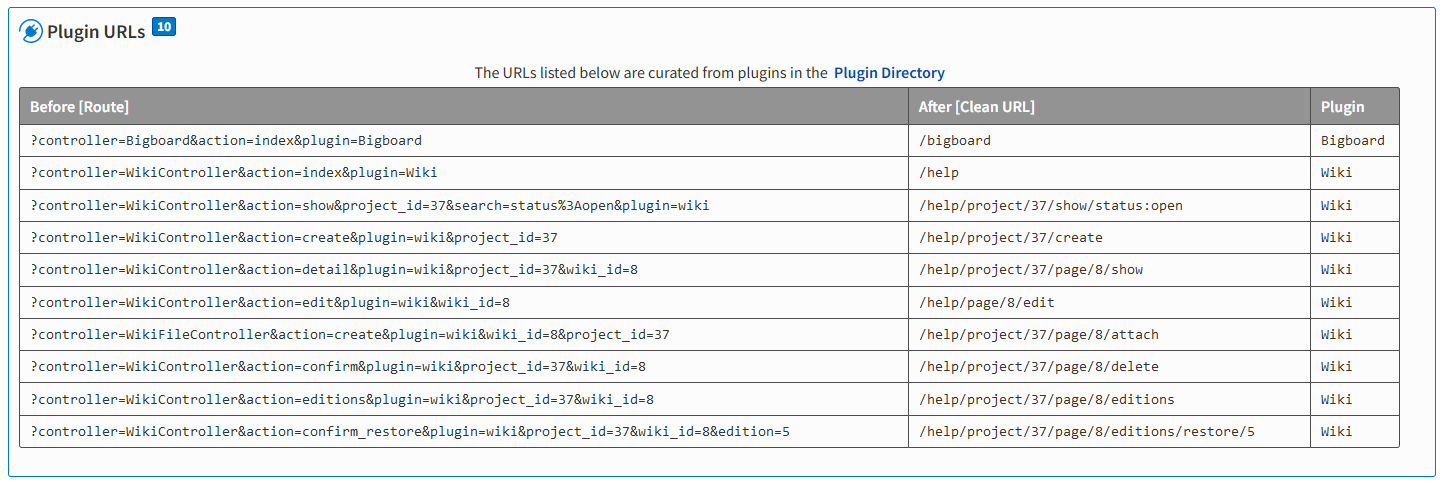 Plugin URLs 10
The URLs listed below are curated from plugins in the Plugin Directory
Before [Route] After [Clean URL] Plugin
?controller=Bigboard&action=index&plugin=Bigboard /bigboard Bigboard
?controller=WikiController&action=index&plugin=Wiki /help Wiki
?controller=WikiController&action=show&project_id=37&search=status%3Aopen&plugin=wiki /help/project/37/show/status:open Wiki
?controller=WikiController&action=create&plugin=wiki&project_id=37 /help/project/37/create Wiki
?controller=WikiController&action=detail&plugin=wiki&project_id=37&wiki_id=8 /help/project/37/page/8/show Wiki
?controller=WikiController&action=edit&plugin=wiki&wiki_id=8 /help/page/8/edit Wiki
?controller=WikiFileController&action=create&plugin=wiki&wiki_id=8&project_id=37 /help/project/37/page/8/attach Wiki
?controller=WikiController&action=confirm&plugin=wiki&project_id=37&wiki_id=8 /help/project/37/page/8/delete Wiki
?controller=WikiController&action=editions&plugin=wiki&project_id=37&wiki_id=8 /help/project/37/page/8/editions Wiki
?controller=WikiController&action=confirm_restore&plugin=wiki&project_id=37&wiki_id=8&edition=5 /help/project/37/page/8/editions/restore/5 Wiki